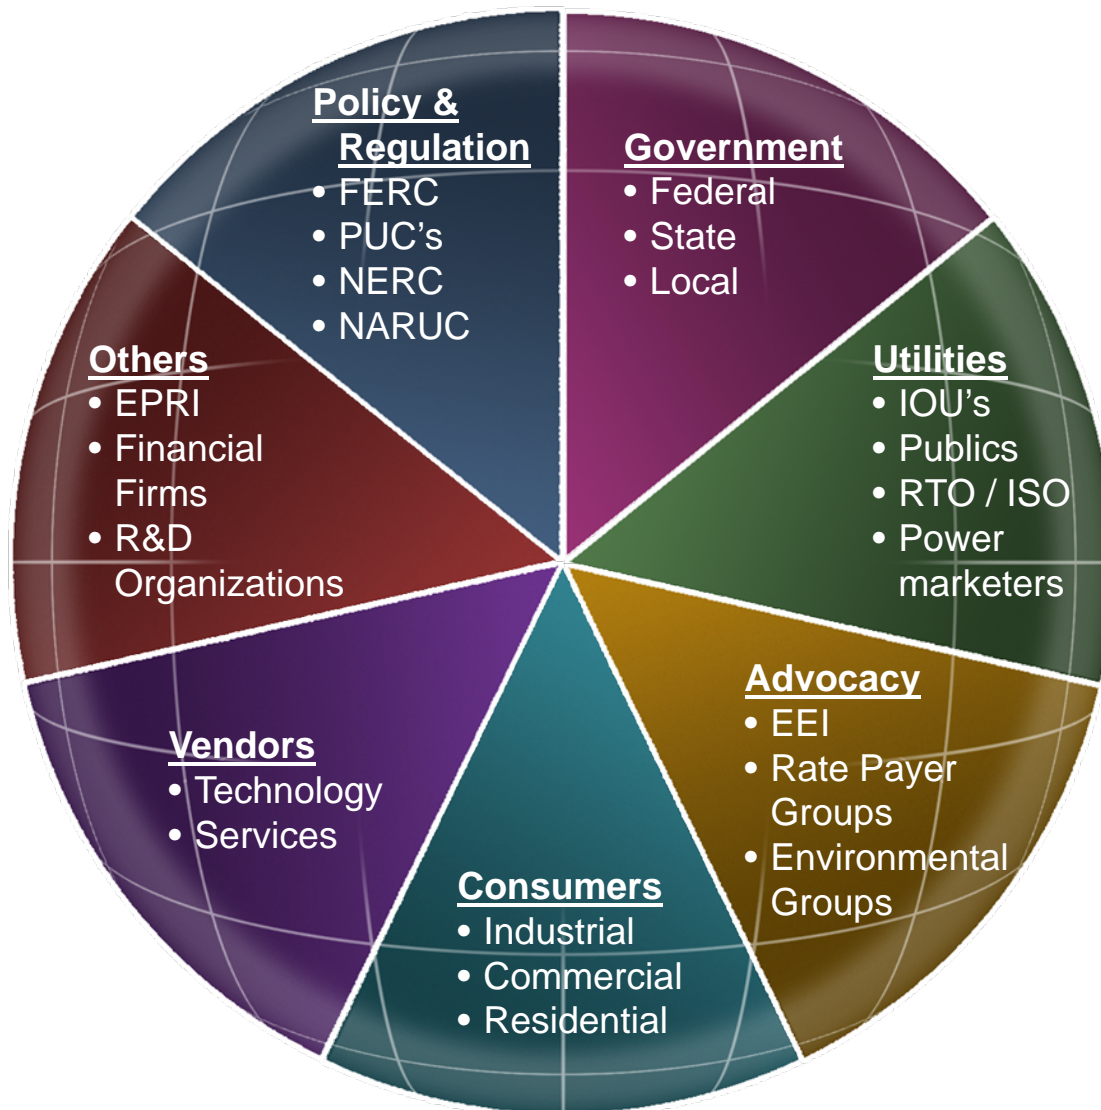 Policy &
Regulation
• FERC
• PUC's
• NERC
• NARUC
Government
• Federal
• State
• Local
Utilities
• IOU's
• Publics
• RTO / ISO
• Power
marketers
Advocacy
• EEI
• Rate Payer
Groups
• Environmental
Groups
Consumers
• Industrial
• Commercial
• Residential
Vendors
• Technology
• Services
Others
• EPRI
• Financial
Firms
• R&D
Organizations